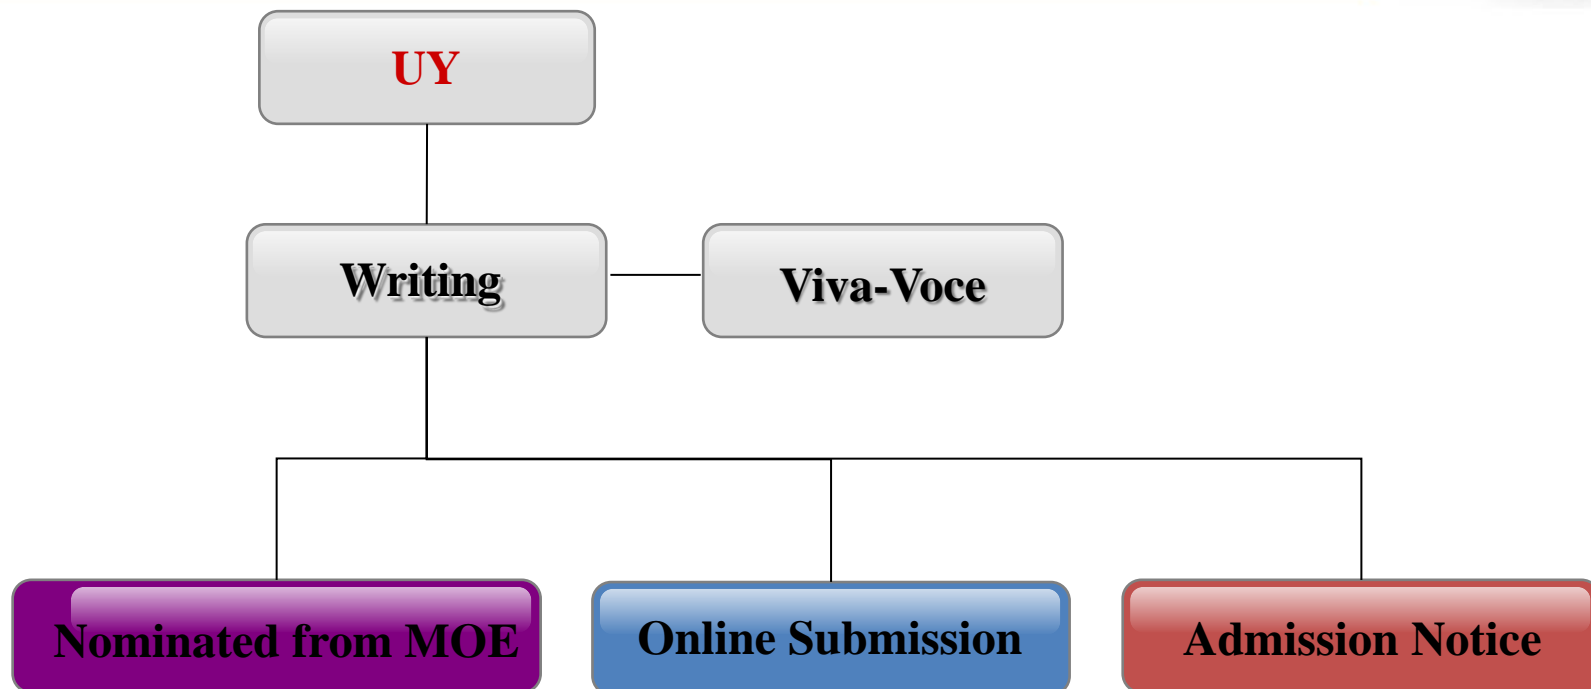 UY
Writing
Viva-Voce
Nominated from MOE
Online Submission
Admission Notice